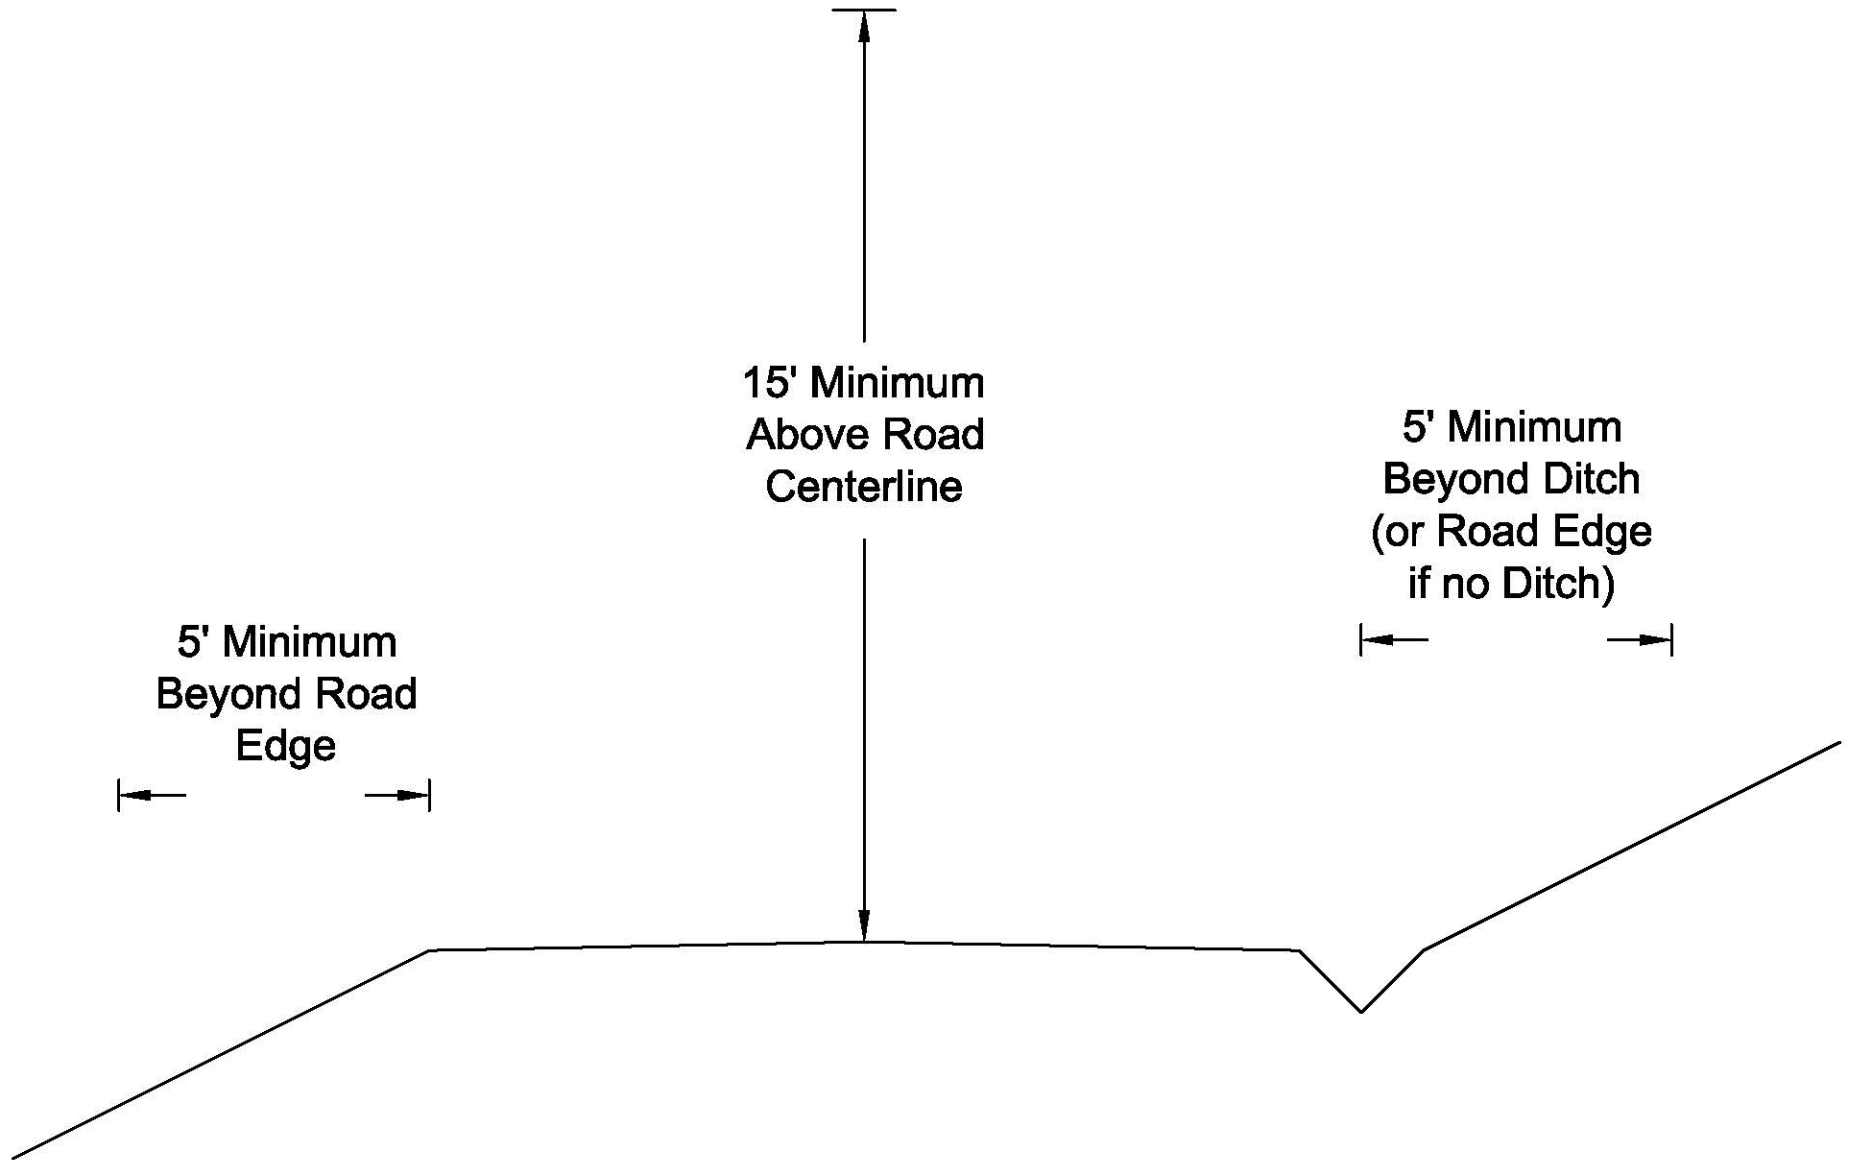 15' Minimum
Above Road
Centerline
5' Minimum
Beyond Ditch
(or Road Edge
if no Ditch)
5' Minimum
Beyond Road
Edge